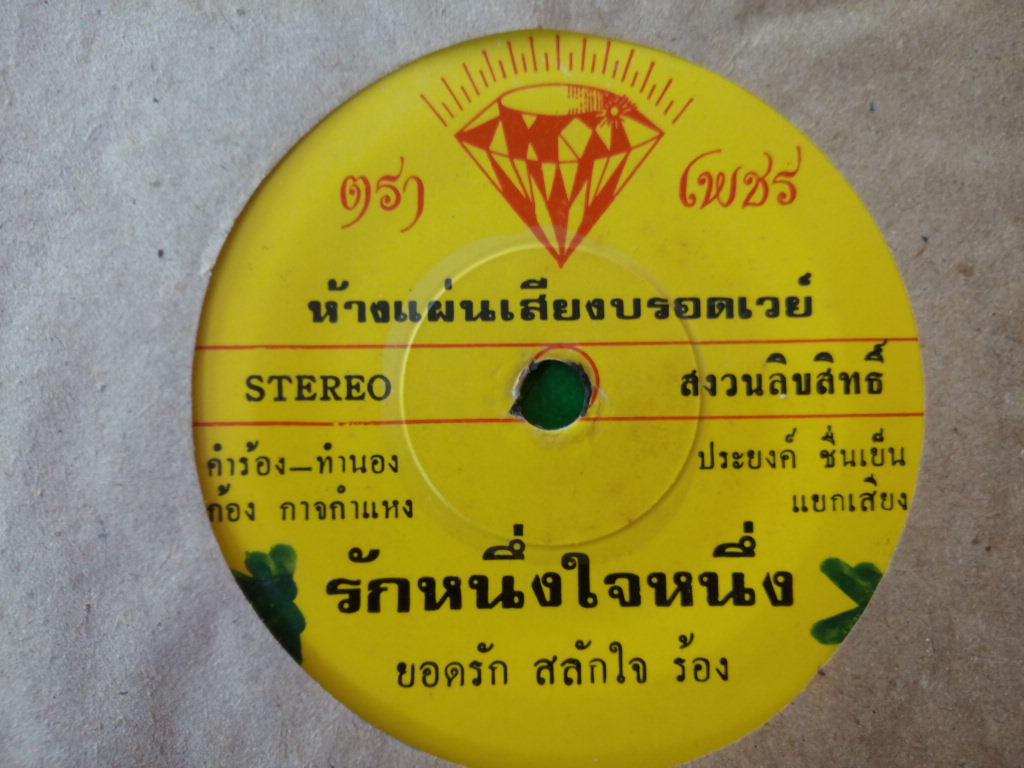 ตรา เพชร
ห้างแผ่นเสียงบรอดเวย์
STEREO สงวนลิขสิทธิ์
คำร้อง–ทำนอง ประยงค์ ชื่นเย็น
ก้อง กาจกำแหง แยกเสียง
รักหนึ่งใจหนึ่ง
ยอดรัก สลักใจ ร้อง